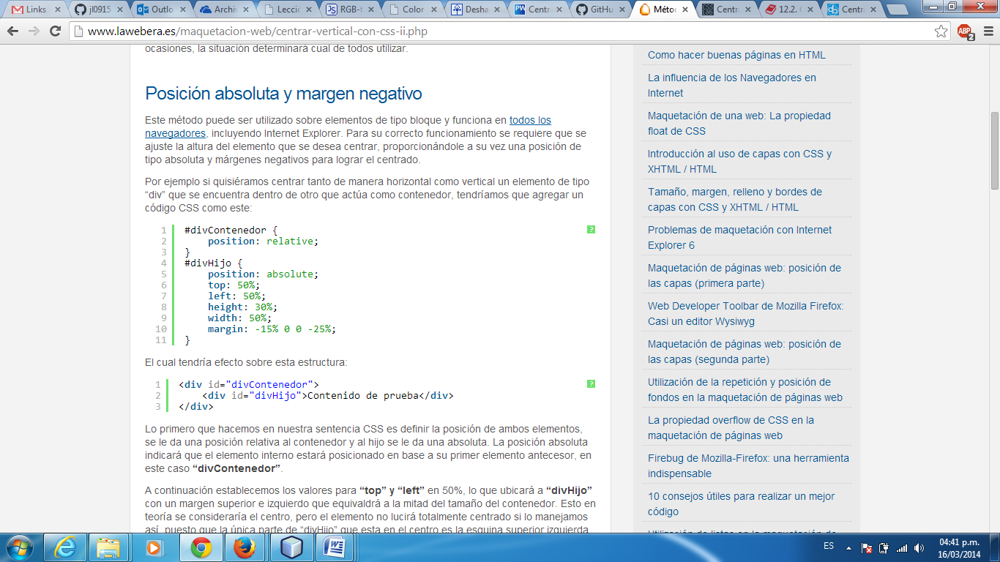 Links
jl0915
Outlo
Archiv
Lecció
RGB-t
Color
Desha
Centra
GitHu
Méto
Centra
12.2. C
Centra
www.lawebera.es/maquetacion-web/centrar-vertical-con-css-ii.php
ABP 2
ocasiones, la situación determinará cual de todos utilizar.
Posición absoluta y margen negativo
Este método puede ser utilizado sobre elementos de tipo bloque y funciona en todos los
navegadores, incluyendo Internet Explorer. Para su correcto funcionamiento se requiere que se
ajuste la altura del elemento que se desea centrar, proporcionándole a su vez una posición de
tipo absoluta y márgenes negativos para lograr el centrado.
Por ejemplo si quisiéramos centrar tanto de manera horizontal como vertical un elemento de tipo
“div” que se encuentra dentro de otro que actúa como contenedor, tendríamos que agregar un
código CSS como este:
?
1 #divContenedor {
2 position: relative;
3 }
4 #divHijo {
5 position: absolute;
6 top: 50%;
7 left: 50%;
8 height: 30%;
9 width: 50%;
10 margin: -15% 0 0 -25%;
11 }
El cual tendría efecto sobre esta estructura:
?
1 <div id="divContenedor">
2 <div id="divHijo">Contenido de prueba</div>
3 </div>
Lo primero que hacemos en nuestra sentencia CSS es definir la posición de ambos elementos,
se le da una posición relativa al contenedor y al hijo se le da una absoluta. La posición absoluta
indicará que el elemento interno estará posicionado en base a su primer elemento antecesor, en
este caso “divContenedor”.
A continuación establecemos los valores para “top” y “left” en 50%, lo que ubicará a “divHijo”
con un margen superior e izquierdo que equivaldrá a la mitad del tamaño del contenedor. Esto en
teoría se consideraría el centro, pero el elemento no lucirá totalmente centrado si lo manejamos
así, puesto que la única parte de “divHijo” que esta en el centro es la esquina superior izquierda
Como hacer buenas páginas en HTML
La influencia de los Navegadores en
Internet
Maquetación de una web: La propiedad
float de CSS
Introducción al uso de capas con CSS y
XHTML / HTML
Tamaño, margen, relleno y bordes de
capas con CSS y XHTML / HTML
Problemas de maquetación con Internet
Explorer 6
Maquetación de páginas web: posición de
las capas (primera parte)
Web Developer Toolbar de Mozilla Firefox:
Casi un editor Wysiwyg
Maquetación de páginas web: posición de
las capas (segunda parte)
Utilización de la repetición y posición de
fondos en la maquetación de páginas web
La propiedad overflow de CSS en la
maquetación de páginas web
Firebug de Mozilla-Firefox: una herramienta
indispensable
10 consejos útiles para realizar un mejor
código
Utilización de listas en la maquetación de
ES
04:41 p.m.
16/03/2014